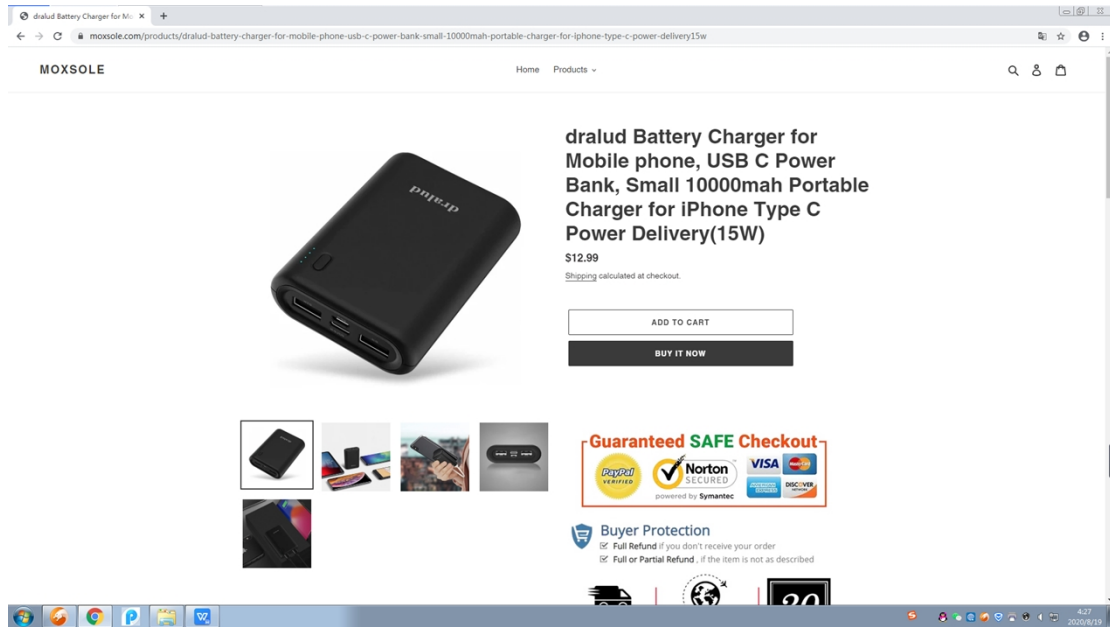 dralud Battery Charger for Mo
moxsole.com/products/dralud-battery-charger-for-mobile-phone-usb-c-power-bank-small-10000mah-portable-charger-for-iphone-type-c-power-delivery15w
MOXSOLE
Home
Products
dralud
dralud Battery Charger for
Mobile phone, USB C Power
Bank, Small 10000mah Portable
Charger for iPhone Type C
Power Delivery(15W)
$12.99
Shipping calculated at checkout.
ADD TO CART
BUY IT NOW
Guaranteed SAFE Checkout
PayPal
VERIFIED
Norton
SECURED
powered by Symantec
VISA
MasterCard
AMERICAN EXPRESS
DISCOVER
NETWORK
Buyer Protection
Full Refund if you don't receive your order
Full or Partial Refund , if the item is not as described
4:27
2020/8/19